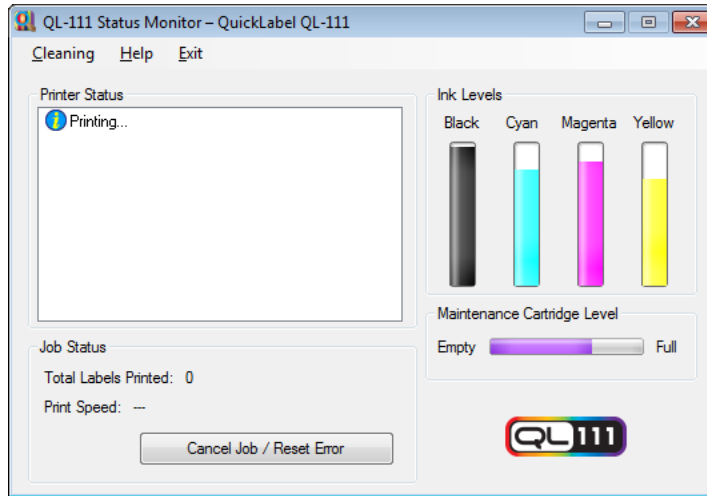 QL-111 Status Monitor – QuickLabel QL-111
Cleaning Help Exit
Printer Status
Printing...
Ink Levels
Black Cyan Magenta Yellow
Maintenance Cartridge Level
Empty Full
Job Status
Total Labels Printed: 0
Print Speed: ---
Cancel Job / Reset Error
QL111